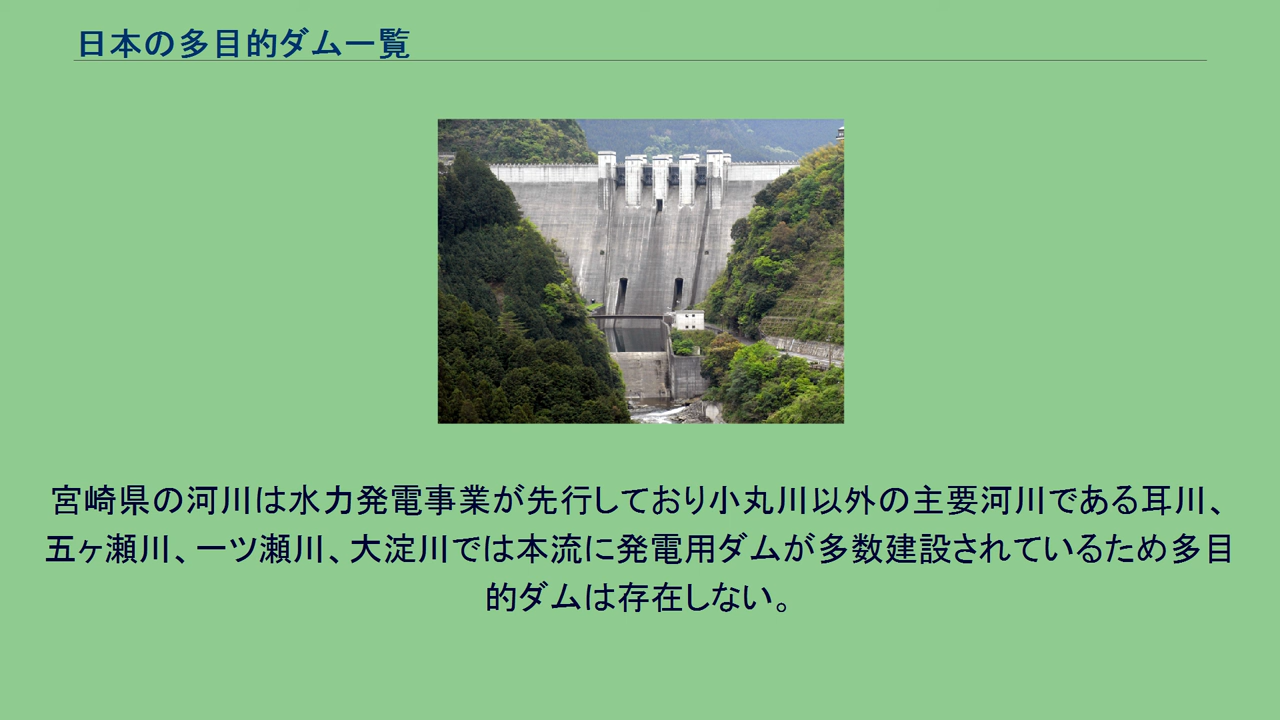 日本の多目的ダム一覧
宮崎県の河川は水力発電事業が先行しており小丸川以外の主要河川である耳川、
五ヶ瀬川、一ツ瀬川、大淀川では本流に発電用ダムが多数建設されているため多目
的ダムは存在しない。